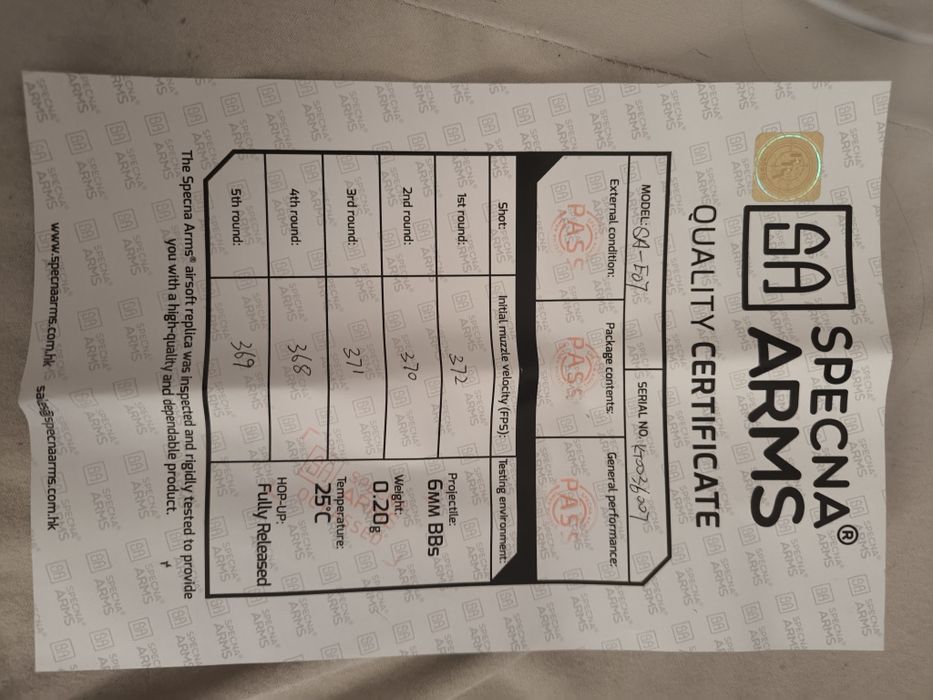 SPECNA®
ARMS
QUALITY CERTIFICATE
MODEL: SA-E07 SERIAL NO. KT0036007
External condition: Package contents: General performance:
PASS PASS PASS
Shot: Initial muzzle velocity (FPS): Testing environment:
1st round: 372
2nd round: 370
3rd round: 371
4th round: 368
5th round: 369
Projectile:
6MM BBs
Weight:
0.20g
Temperature:
25°C
HOP-UP:
Fully Released
The Specna Arms® airsoft replica was inspected and rigidly tested to provide
you with a high-quality and dependable product.
www.specnaarms.com.hk sales@specnaarms.com.hk